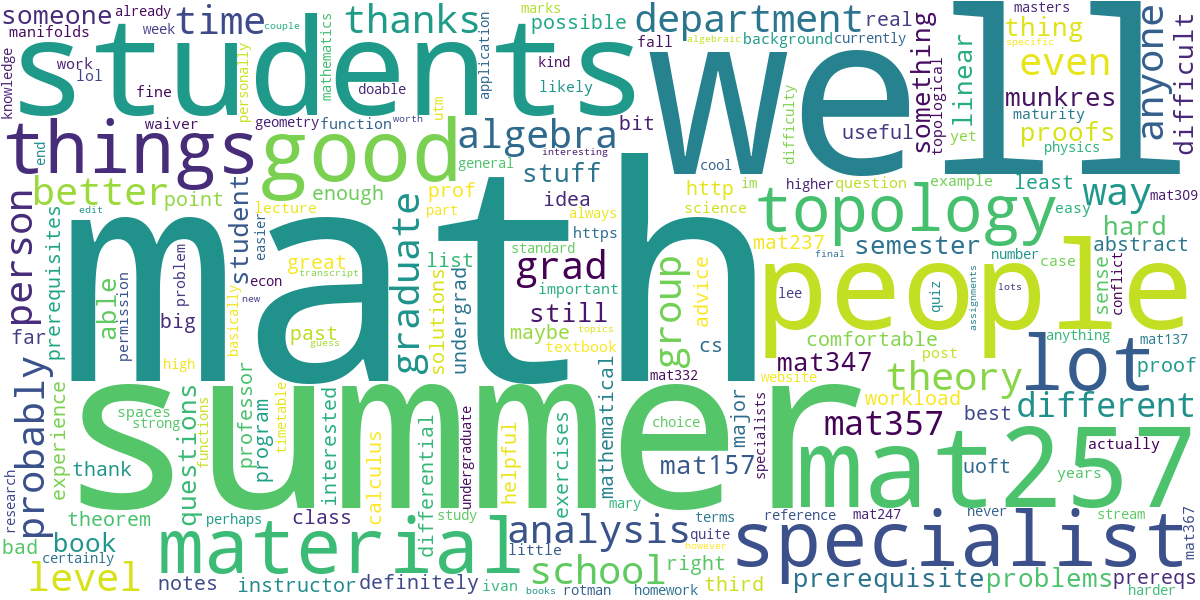 someone
already
time
thanks
possible
department
real
masters
manifolds
week
couple
marks
fall
algebraic
thing
specific
knowledge
work
lol
students
personally
mathematics
application
background
currently
something
linear
even
anyone
difficult
fine
doable
utm
kind
likely
well
munkres
topological
yet
maturity
proofs
physics
things
waiver
geometry
function
worth
algebra
bit
useful
difficulty
end
good
general
interesting
stuff
cool
better
point
enough
prof
part
idea
http
im
higher
question
example
least
way
mat309
always
science
easy
person
prerequisites
edit
student
easier
lecture
graduate
list
https
standard
grad
topology
mat237
semester
final
number
hard
abstract
case
sense
conflict
able
permission
problem
econ
great
transcript
undergrad
important
group
people
lee
quiz
assignments
lots
big
new
basically
past
guess
solutions
still
maybe
topics
textbook
advice
cs
comfortable
post
anything
mat137
far
probably
high
math
mat332
mat347
website
theory
workload
lot
proof
experience
spaces
strong
functions
professor
program
timetable
interested
calculus
differential
undergraduate
helpful
exercises
mathematical
choice
major
specialists
summer
mat357
best
different
questions
thank
mat157
uoft
mat257
actually
years
research
theorem
perhaps
class
study
mary
terms
reference
mat247
never
stream
mat367
bad
book
certainly
material
little
analysis
quite
however
specialist
level
notes
instructor
definitely
ivan
books
school
rotman
homework
right
third
prerequisite
problems
prereqs
harder